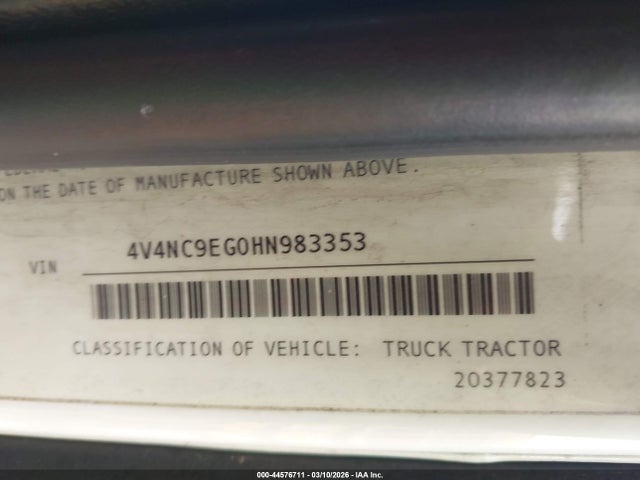 ON THE DATE OF MANUFACTURE SHOWN ABOVE.
VIN 4V4NC9EG0HN983353
CLASSIFICATION OF VEHICLE: TRUCK TRACTOR
20377823
000-44576711 - 03/10/2026 - IAA Inc.